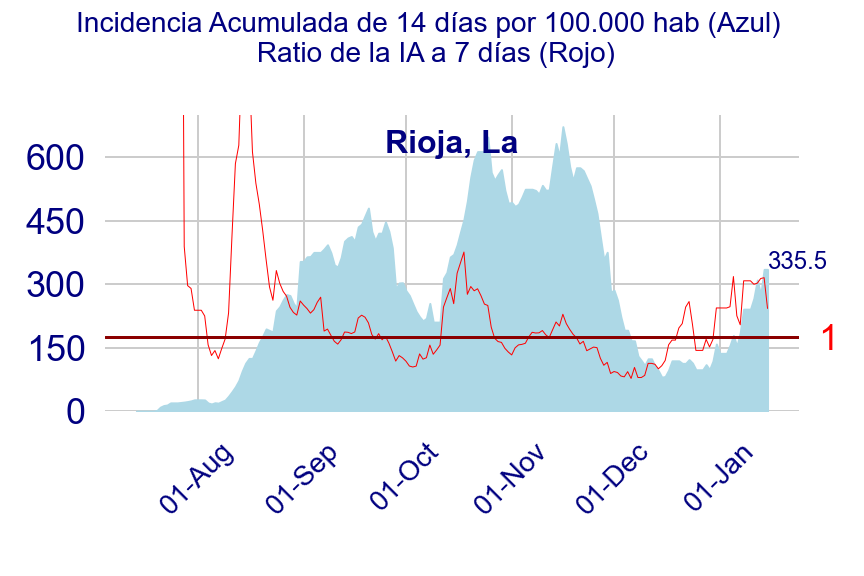 Incidencia Acumulada de 14 días por 100.000 hab (Azul)
Ratio de la IA a 7 días (Rojo)
Rioja, La
600
450
300
150
0
335.5
1
01-Aug
01-Sep
01-Oct
01-Nov
01-Dec
01-Jan